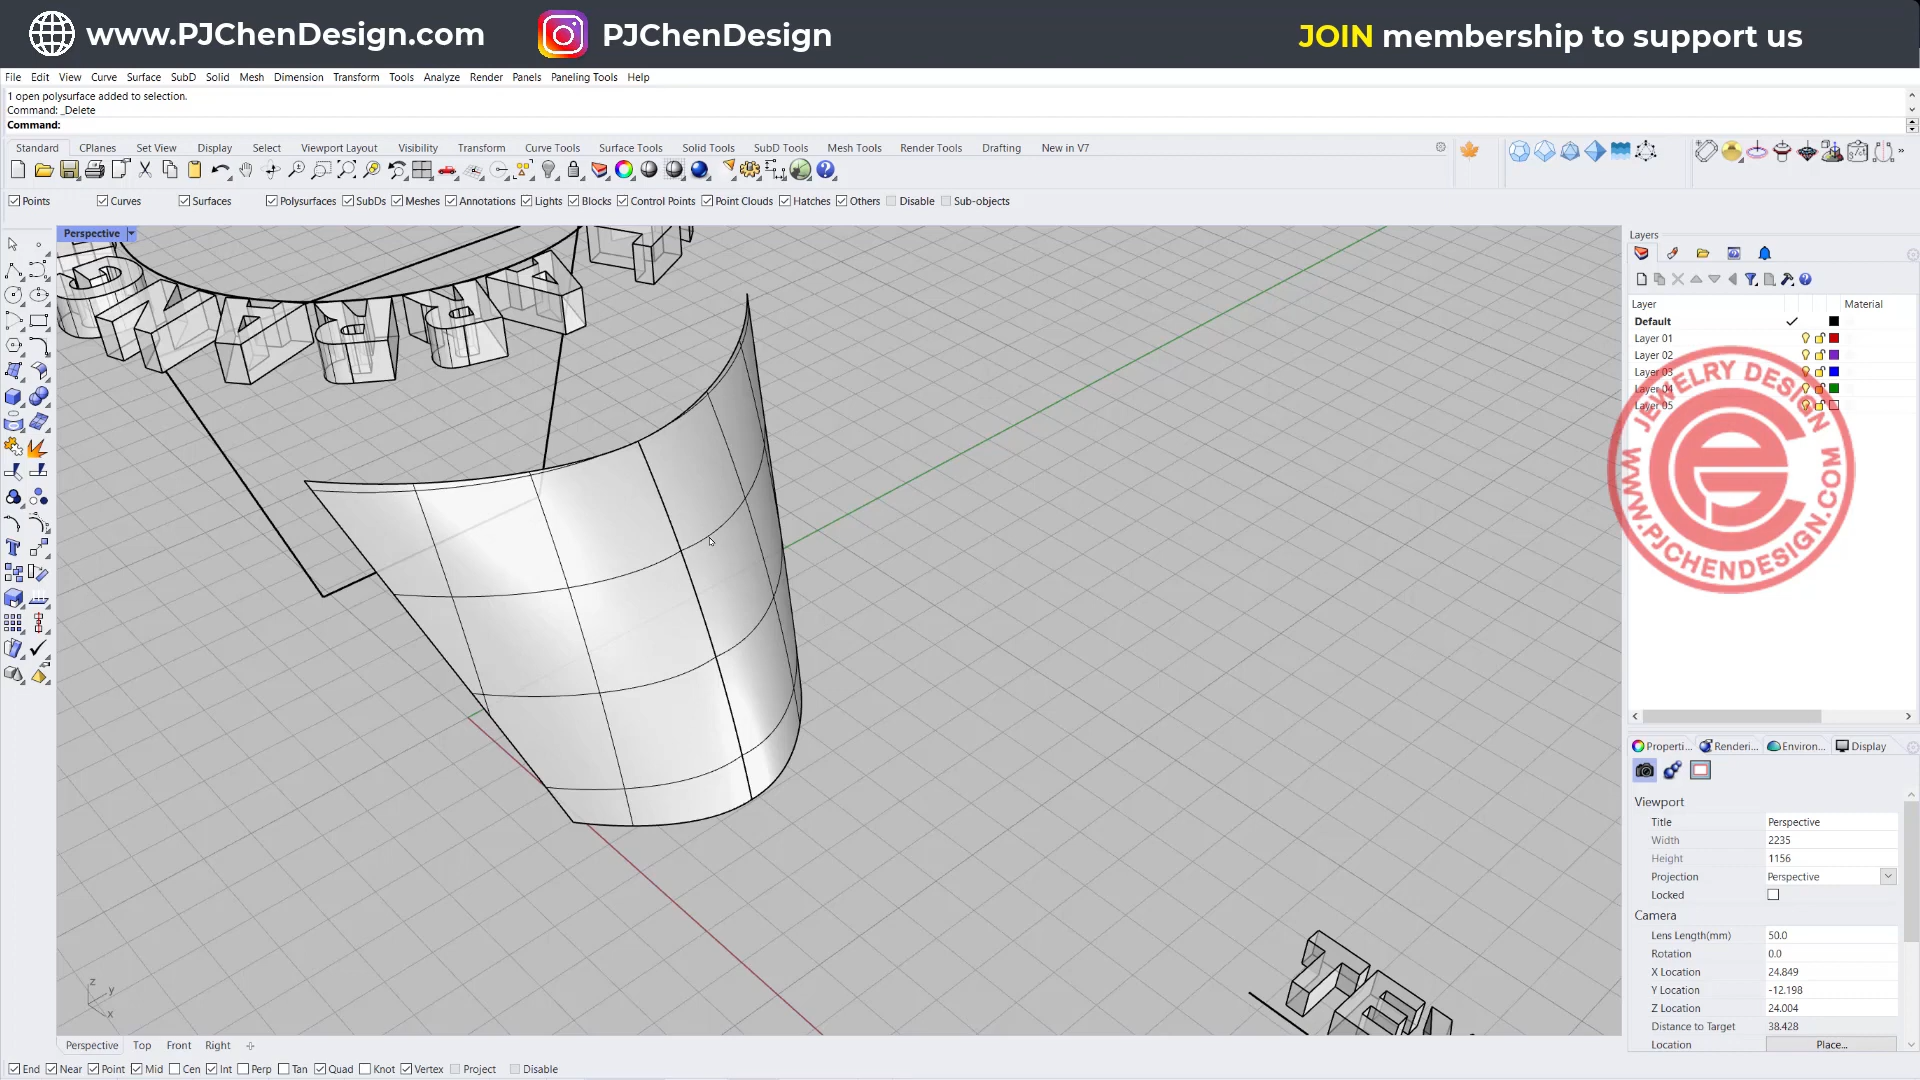 www.PJChenDesign.com PJChenDesign JOIN membership to support us
File Edit View Curve Surface SubD Solid Mesh Dimension Transform Tools Analyze Render Panels Paneling Tools Help
1 open polysurface added to selection.
Command: _Delete
Command:
Standard CPlanes Set View Display Select Viewport Layout Visibility Transform Curve Tools Surface Tools Solid Tools SubD Tools Mesh Tools Render Tools Drafting New in V7
Points Curves Surfaces Polysurfaces SubDs Meshes Annotations Lights Blocks Control Points Point Clouds Hatches Others Disable Sub-objects
Perspective
Layers
Layer Material
Default
Layer 01
Layer 02
Layer 03
Layer 04
Layer 05
JEWELRY DESIGN
WWW.PJCHENDESIGN.COM
Properti... Renderi... Environ... Display
Viewport
Title Perspective
Width 2235
Height 1156
Projection Perspective
Locked
Camera
Lens Length(mm) 50.0
Rotation 0.0
X Location 24.849
Y Location -12.198
Z Location 24.004
Distance to Target 38.428
Location Place...
z
y
x
Perspective Top Front Right
End Near Point Mid Cen Int Perp Tan Quad Knot Vertex Project Disable